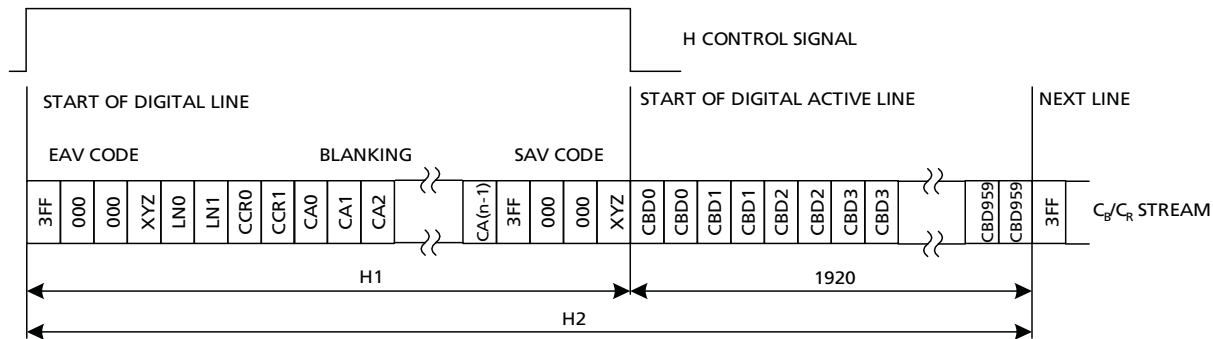 H CONTROL SIGNAL
START OF DIGITAL LINE
START OF DIGITAL ACTIVE LINE
NEXT LINE
EAV CODE
BLANKING
SAV CODE
3FF 000 000 XYZ LN0 LN1 CCR0 CCR1 CA0 CA1 CA2 CA(n-1) 3FF 000 000 XYZ CBD0 CBD0 CBD1 CBD1 CBD2 CBD2 CBD3 CBD3 CBD959 CBD959 3FF CB/CR STREAM
H1
1920
H2